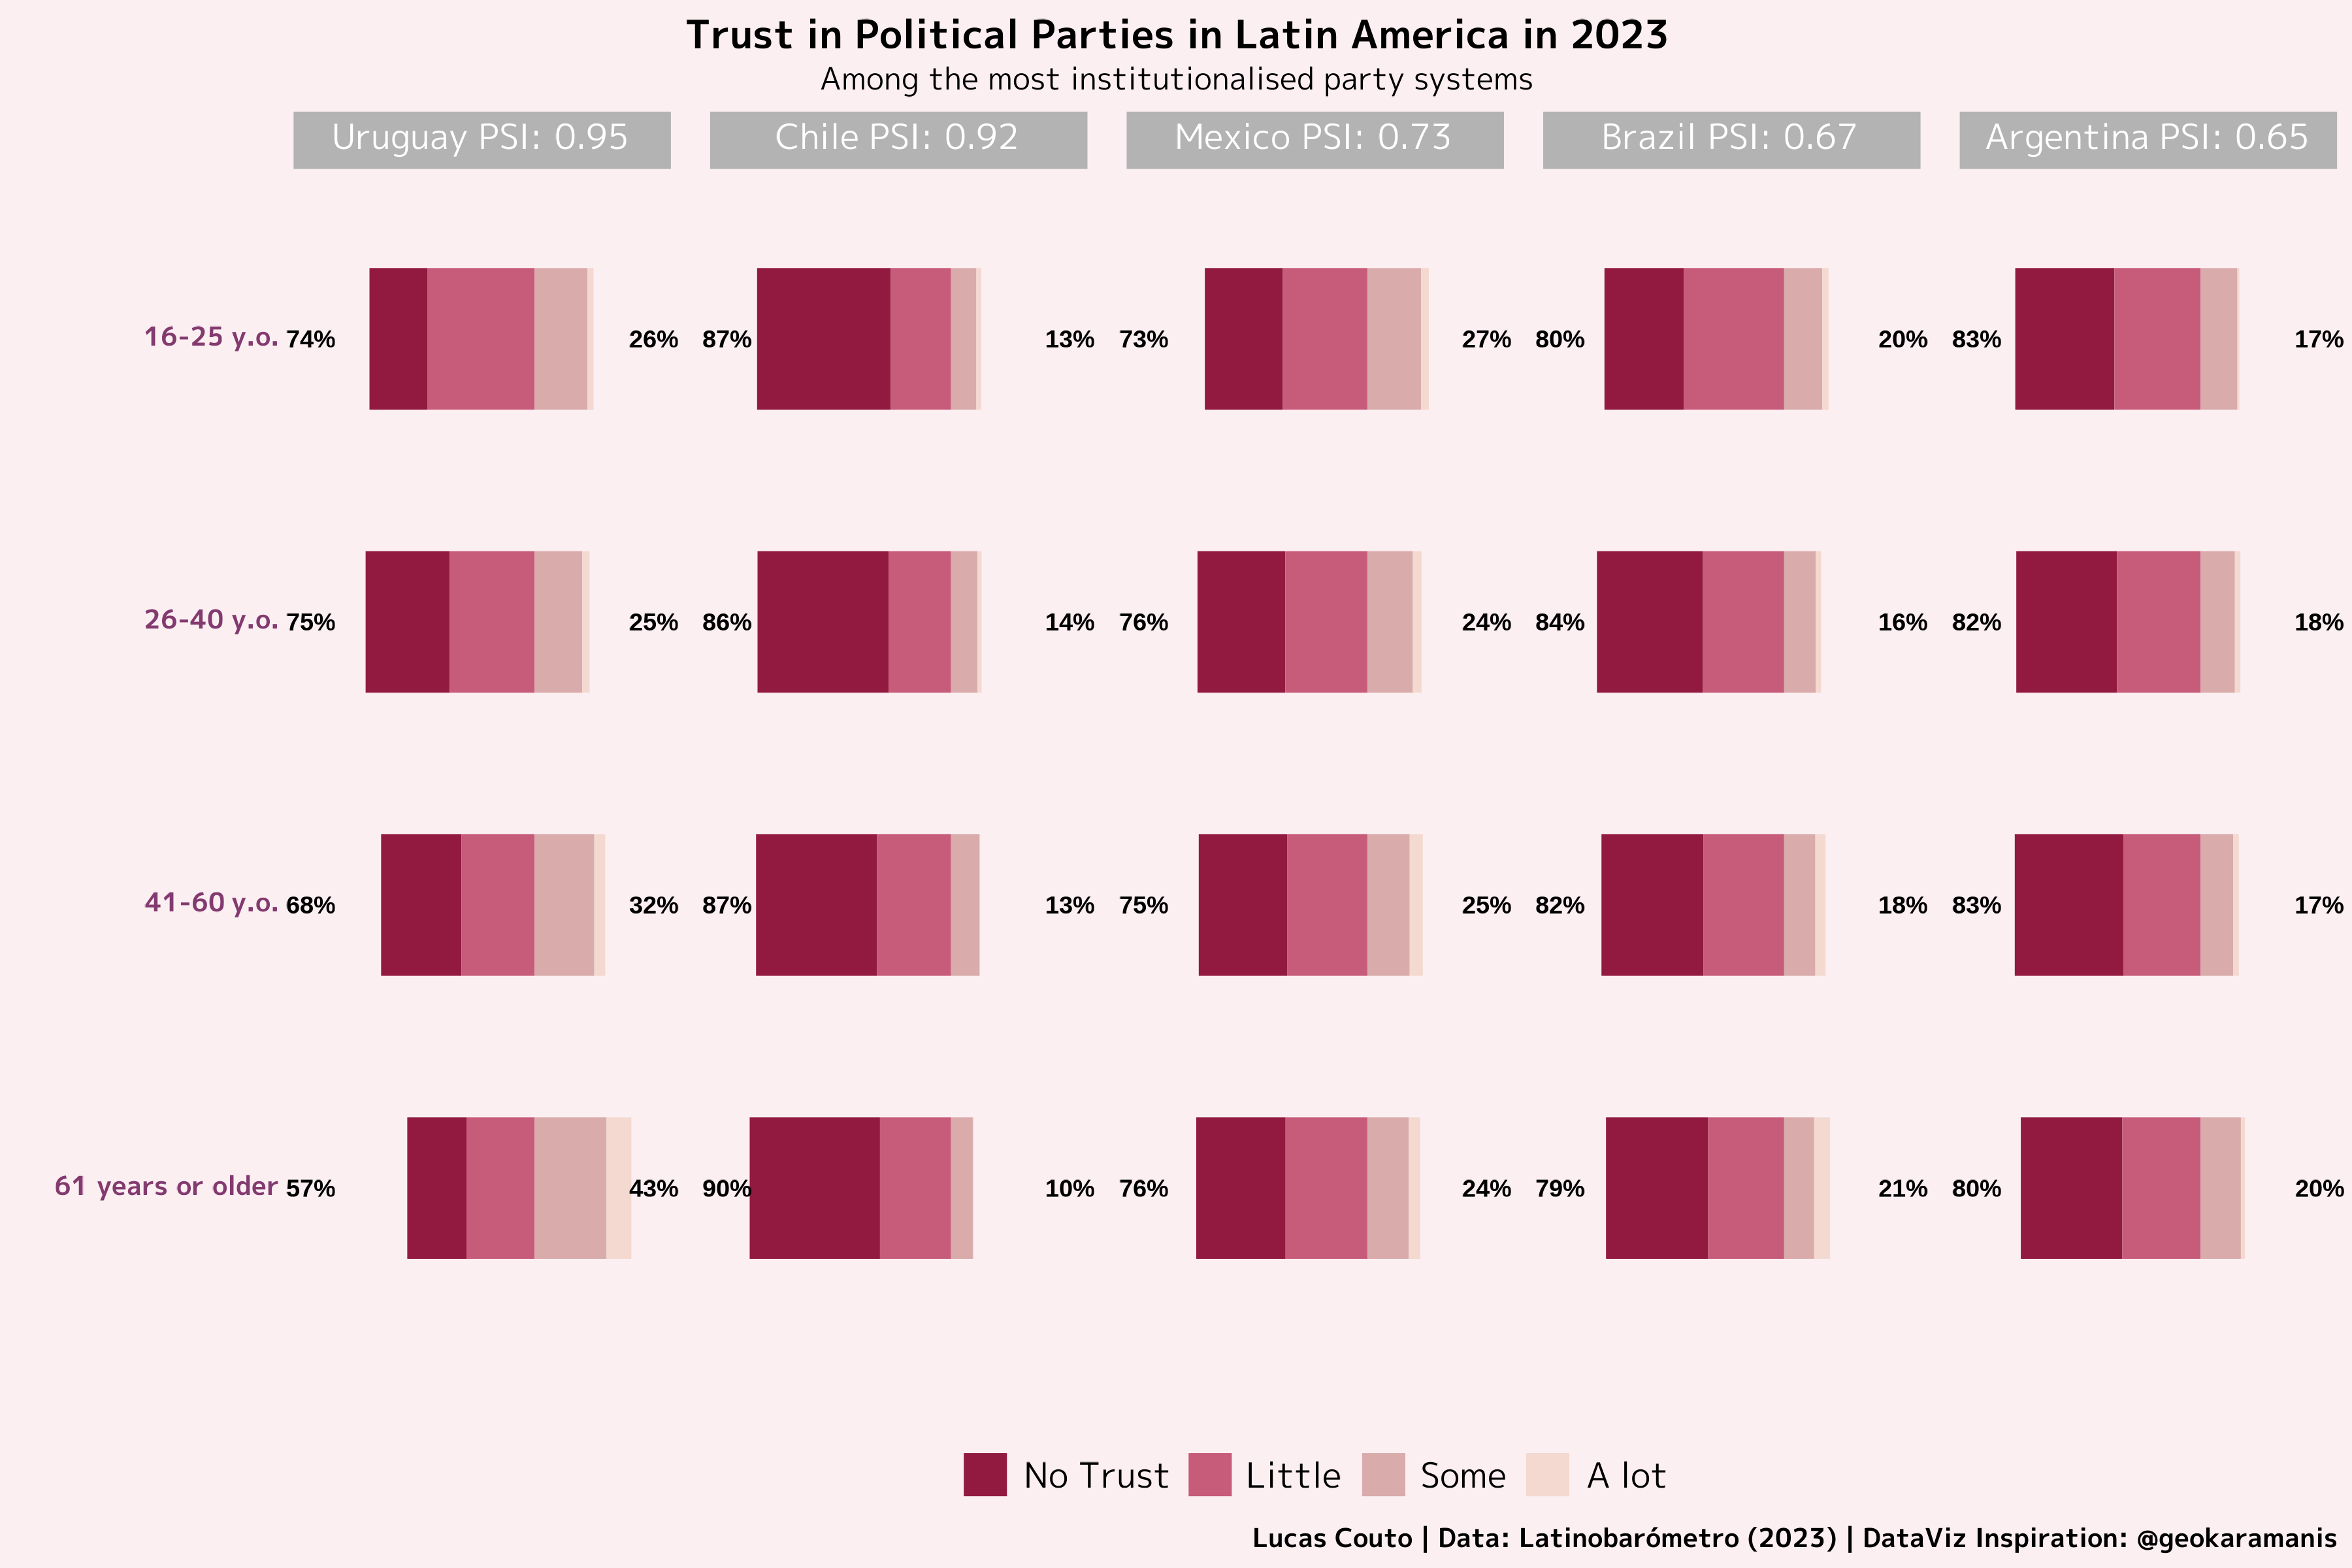 Trust in Political Parties in Latin America in 2023
Among the most institutionalised party systems
Uruguay PSI: 0.95 Chile PSI: 0.92 Mexico PSI: 0.73 Brazil PSI: 0.67 Argentina PSI: 0.65
16-25 y.o. 74% 26% 87% 13% 73% 27% 80% 20% 83% 17%
26-40 y.o. 75% 25% 86% 14% 76% 24% 84% 16% 82% 18%
41-60 y.o. 68% 32% 87% 13% 75% 25% 82% 18% 83% 17%
61 years or older 57% 43% 90% 10% 76% 24% 79% 21% 80% 20%
No Trust Little Some A lot
Lucas Couto | Data: Latinobarómetro (2023) | DataViz Inspiration: @geokaramanis